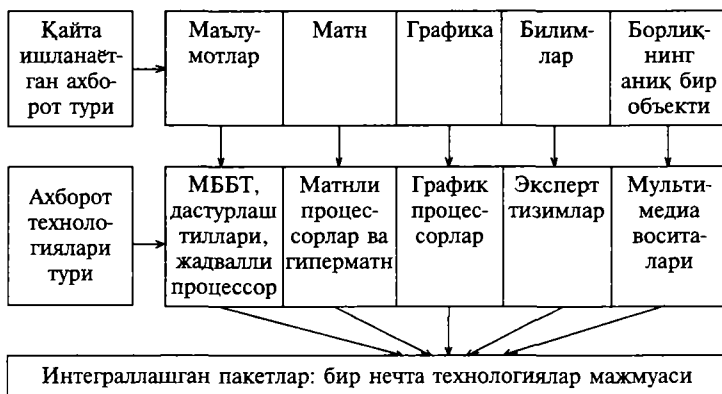 Қайта
ишланаёт-
ган ахбо-
рот тури
Маълу-
мотлар
Матн
Графика
Билим-
лар
Борлиқ-
нинг
аниқ бир
объекти
Ахборот
техноло-
гиялари
тури
МББТ,
дастурлаш
тиллари,
жадвалли
процессор
Матнли
процес-
сорлар ва
гиперматн
График
процес-
сорлар
Эксперт
тизимлар
Мульти-
медиа
восита-
лари
Интеграллашган пакетлар: бир нечта технологиялар мажмуаси